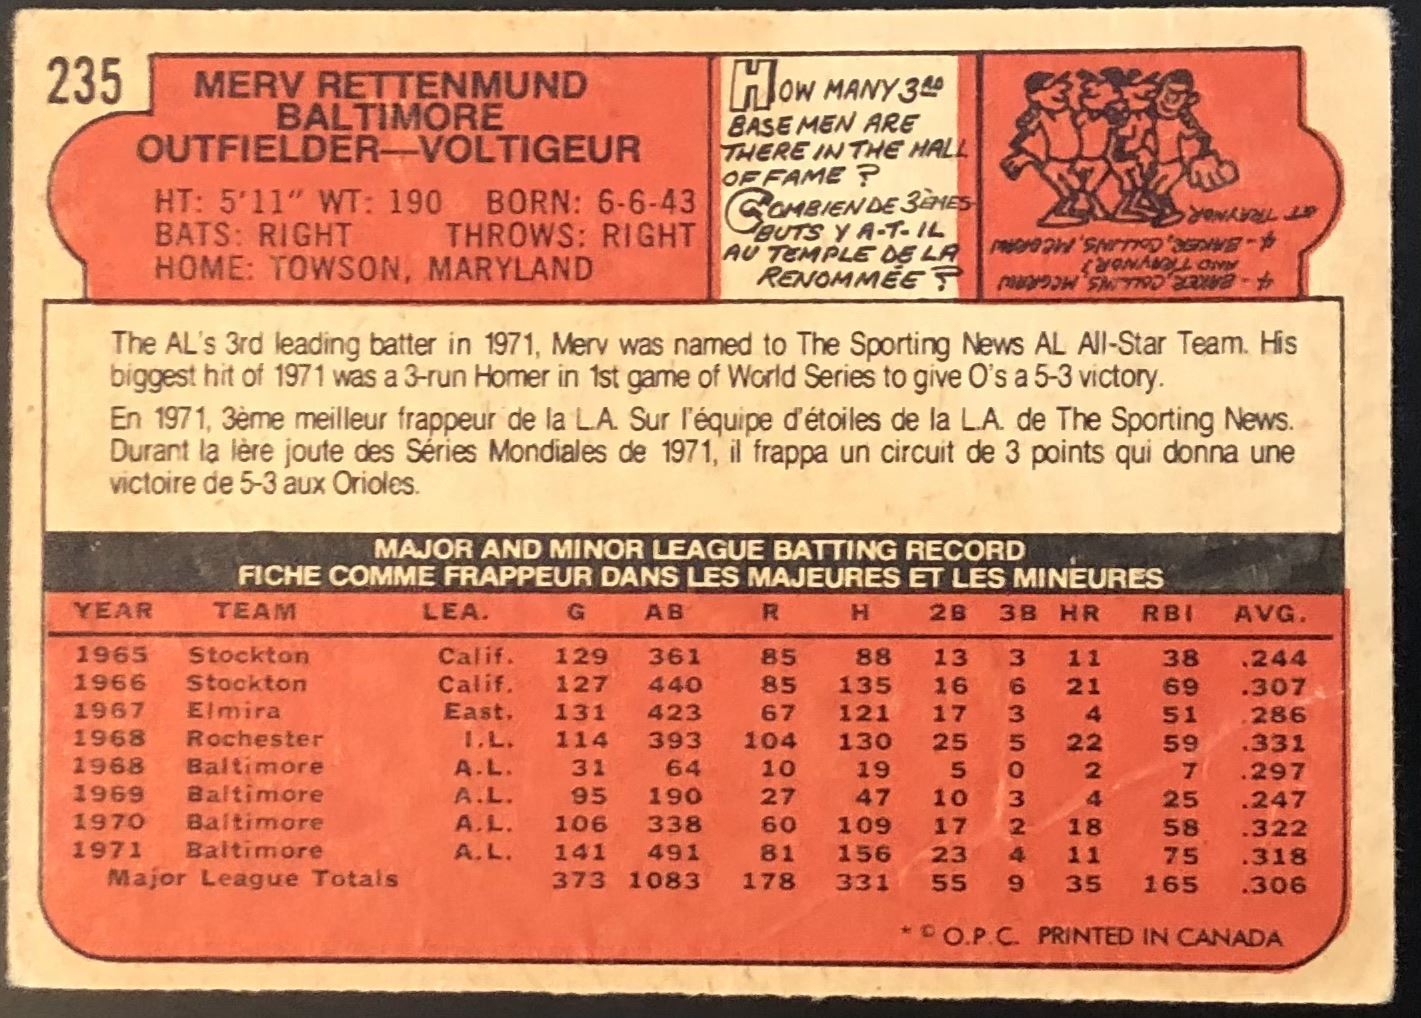 235
MERV RETTENMUND
BALTIMORE
OUTFIELDER—VOLTIGEUR
HT: 5'11" WT: 190 BORN: 6-6-43
BATS: RIGHT THROWS: RIGHT
HOME: TOWSON, MARYLAND
HOW MANY 3RD
BASEMEN ARE
THERE IN THE HALL
OF FAME?
COMBIEN DE 3ÈMES
BUTS Y A-T-IL
AU TEMPLE DE LA
RENOMMÉE?
4 - BAKER, COLLINS, MCGRAW
AND TRAYNOR?
4 - BAKER, COLLINS, MCGRAW
ET TRAYNOR.
The AL's 3rd leading batter in 1971, Merv was named to The Sporting News AL All-Star Team. His
biggest hit of 1971 was a 3-run Homer in 1st game of World Series to give O's a 5-3 victory.
En 1971, 3ème meilleur frappeur de la L.A. Sur l'équipe d'étoiles de la L.A. de The Sporting News.
Durant la lère joute des Séries Mondiales de 1971, il frappa un circuit de 3 points qui donna une
victoire de 5-3 aux Orioles.
MAJOR AND MINOR LEAGUE BATTING RECORD
FICHE COMME FRAPPEUR DANS LES MAJEURES ET LES MINEURES
YEAR TEAM LEA. G AB R H 2B 3B HR RBI AVG.
1965 Stockton Calif. 129 361 85 88 13 3 11 38 .244
1966 Stockton Calif. 127 440 85 135 16 6 21 69 .307
1967 Elmira East. 131 423 67 121 17 3 4 51 .286
1968 Rochester I.L. 114 393 104 130 25 5 22 59 .331
1968 Baltimore A.L. 31 64 10 19 5 0 2 7 .297
1969 Baltimore A.L. 95 190 27 47 10 3 4 25 .247
1970 Baltimore A.L. 106 338 60 109 17 2 18 58 .322
1971 Baltimore A.L. 141 491 81 156 23 4 11 75 .318
Major League Totals 373 1083 178 331 55 9 35 165 .306
* © O.P.C. PRINTED IN CANADA